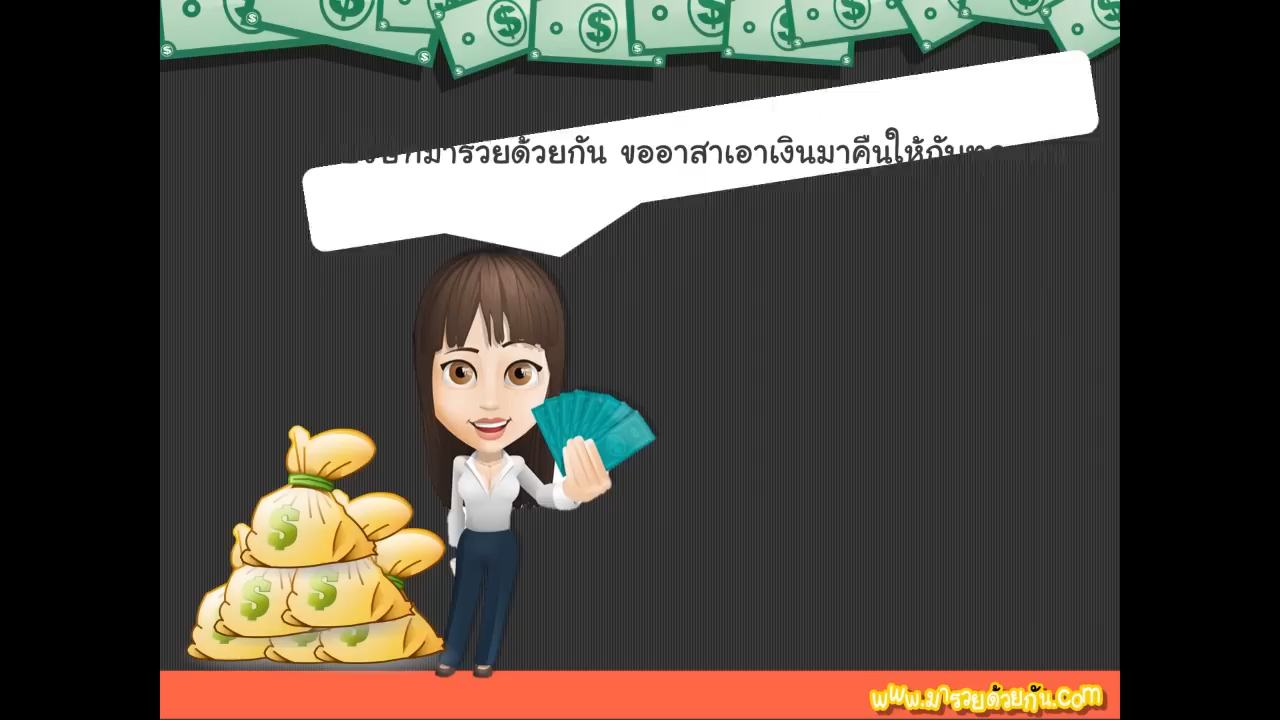 มารวยด้วยกัน ขออาสาเอาเงินมาคืนให้กับ
www.มารวยด้วยกัน.com